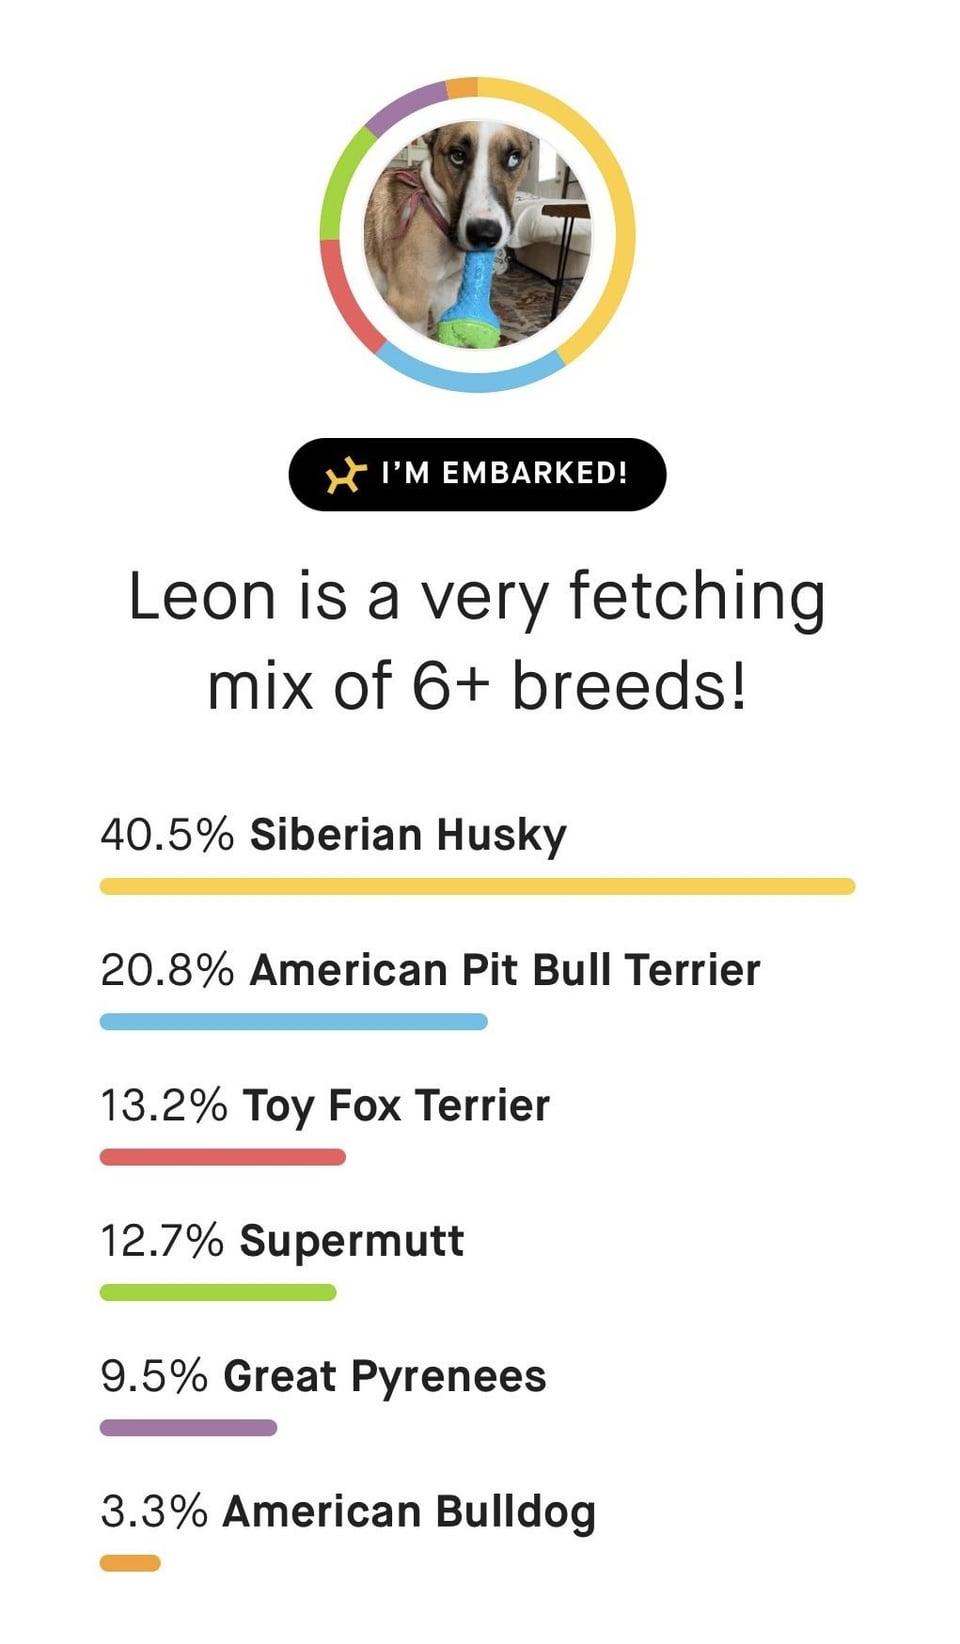 I’M EMBARKED!
Leon is a very fetching
mix of 6+ breeds!
40.5% Siberian Husky
20.8% American Pit Bull Terrier
13.2% Toy Fox Terrier
12.7% Supermutt
9.5% Great Pyrenees
3.3% American Bulldog